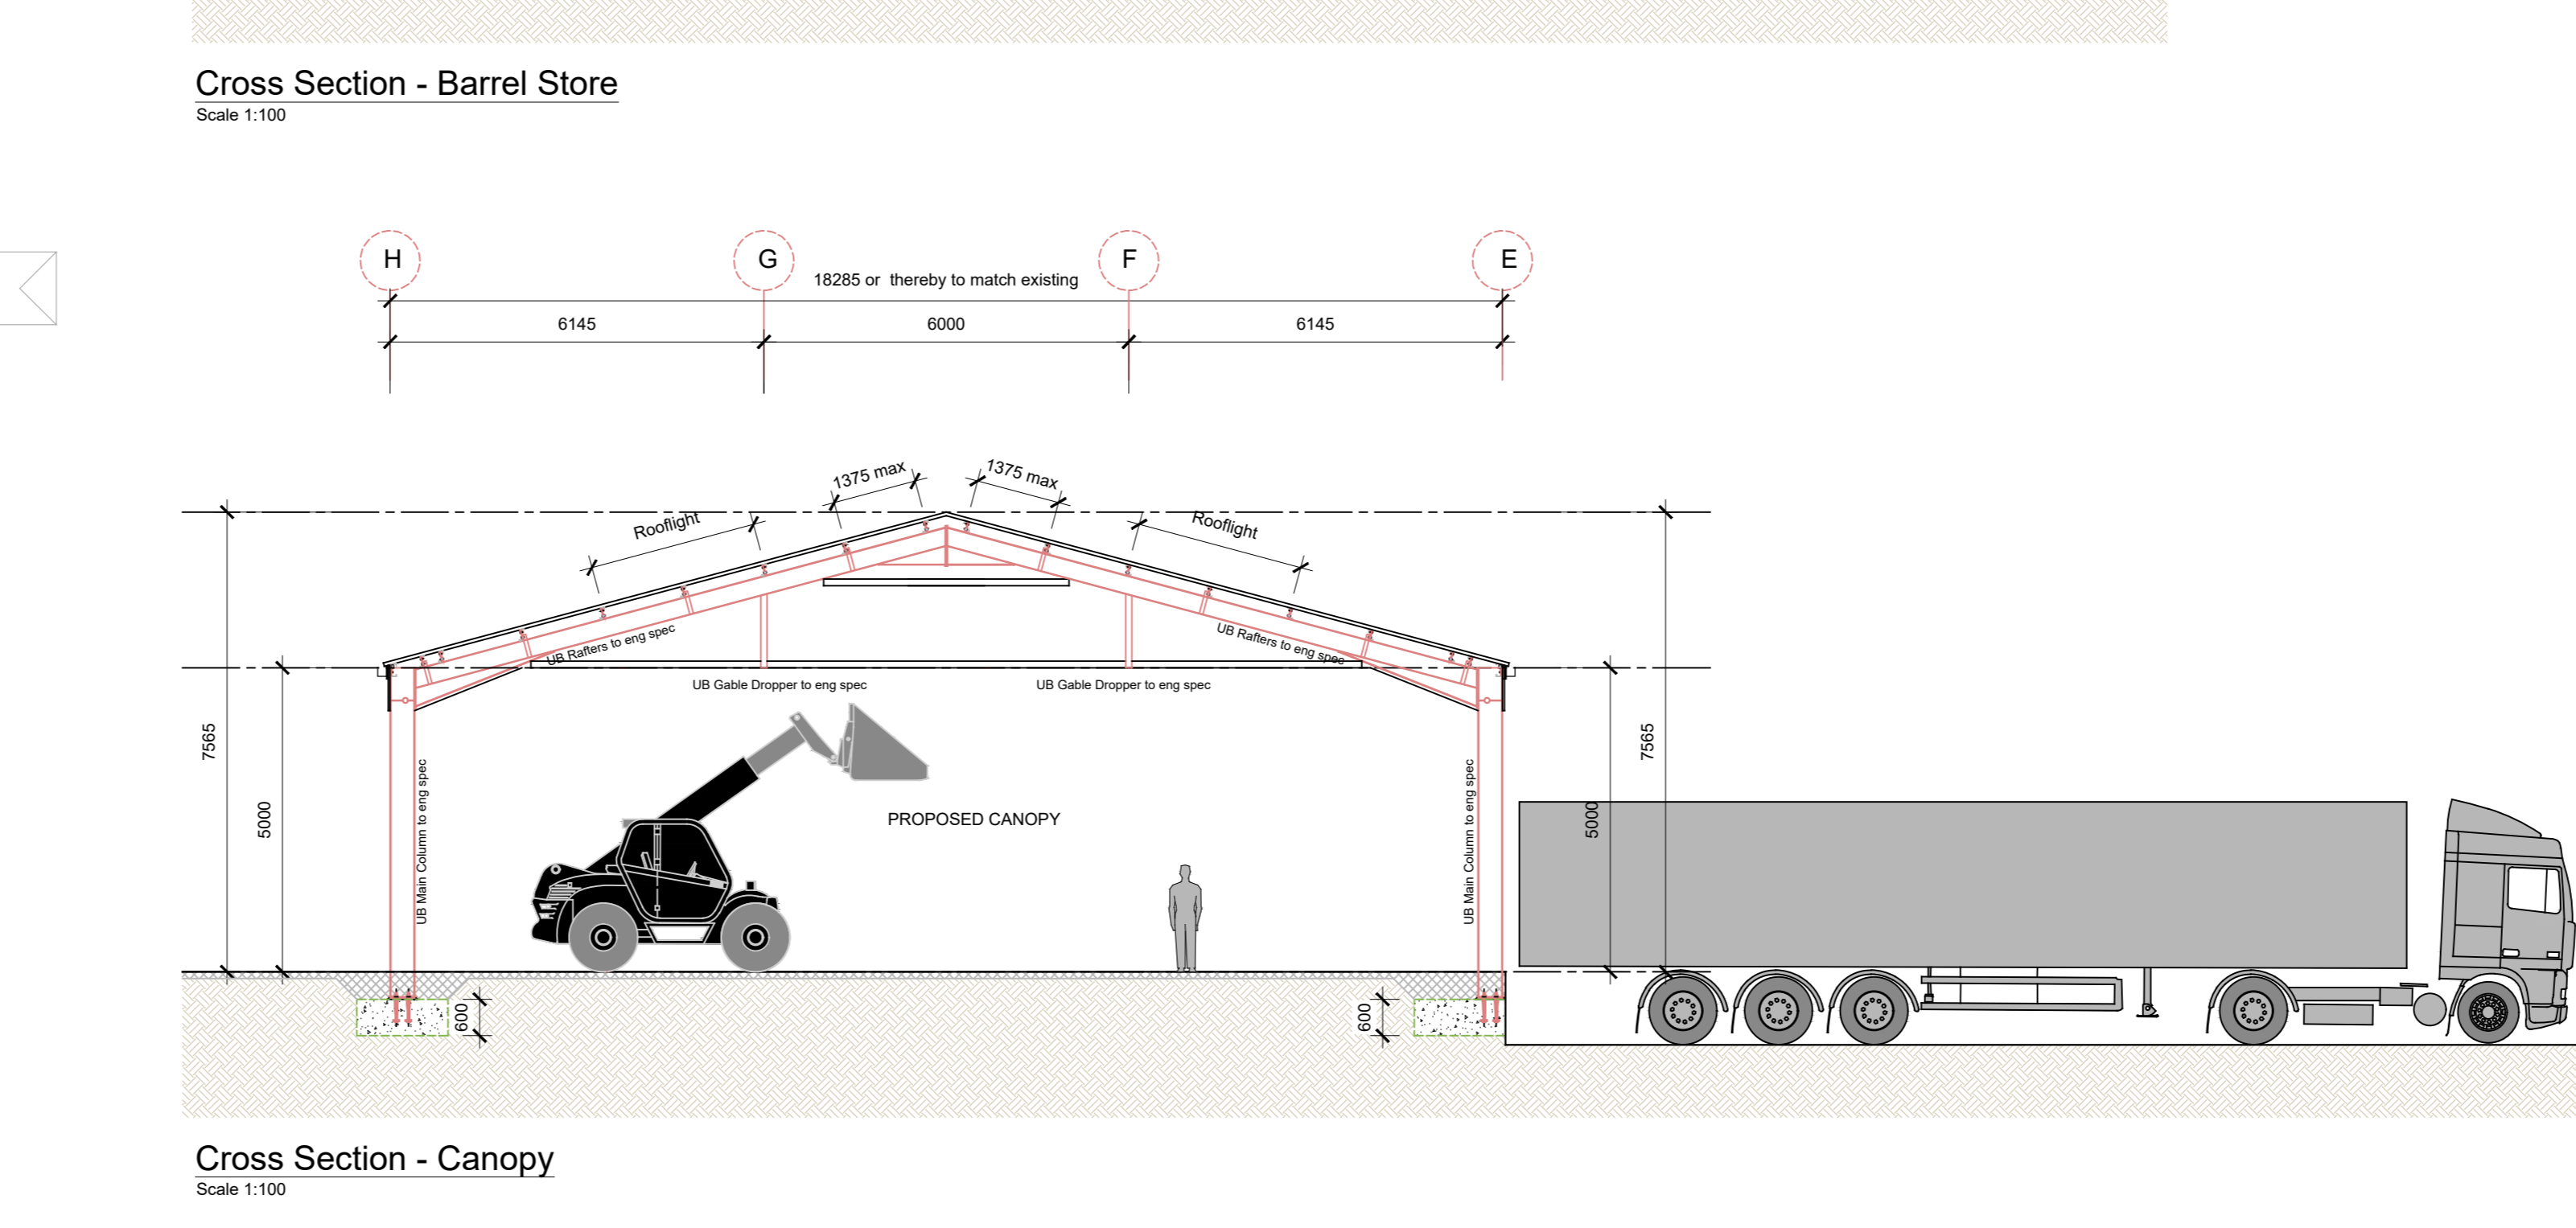 Cross Section - Barrel Store
Scale 1:100
H
G
F
E
18285 or  thereby to match existing
6145
6000
6145
1375 max
1375 max
Rooflight
Rooflight
UB Rafters to eng spec
UB Rafters to eng spec
UB Gable Dropper to eng spec
UB Gable Dropper to eng spec
7565
5000
UB Main Column to eng spec
PROPOSED CANOPY
UB Main Column to eng spec
5000
7565
600
600
Cross Section - Canopy
Scale 1:100